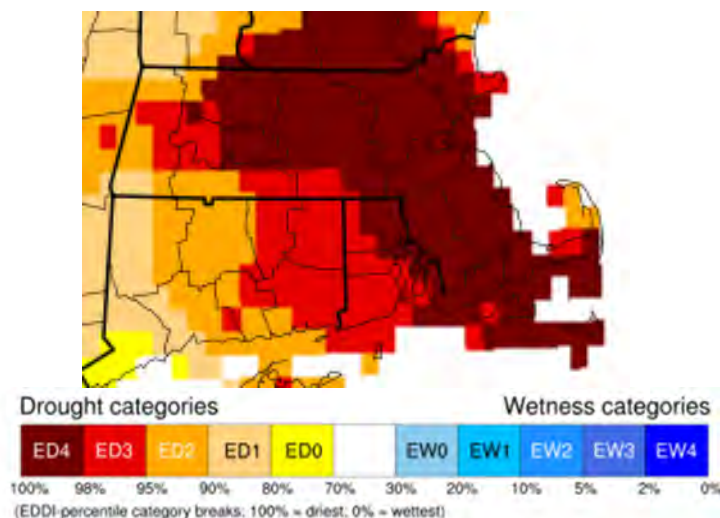 Drought categories Wetness categories
ED4 ED3 ED2 ED1 ED0 EW0 EW1 EW2 EW3 EW4
100% 98% 95% 90% 80% 70% 30% 20% 10% 5% 2% 0%
(EDDI-percentile category breaks: 100% = driest; 0% = wettest)